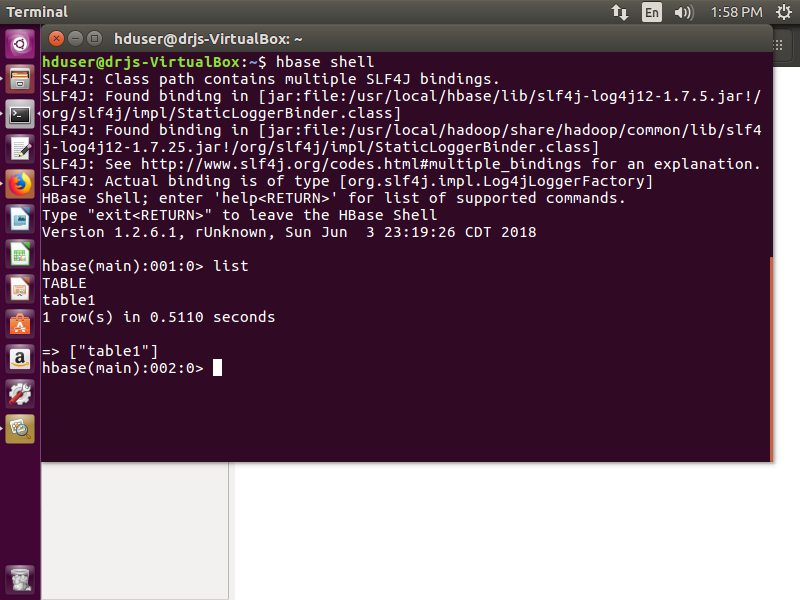 Terminal
En
1:58 PM
hduser@drjs-VirtualBox: ~
hduser@drjs-VirtualBox:~$ hbase shell
SLF4J: Class path contains multiple SLF4J bindings.
SLF4J: Found binding in [jar:file:/usr/local/hbase/lib/slf4j-log4j12-1.7.5.jar!/
org/slf4j/impl/StaticLoggerBinder.class]
SLF4J: Found binding in [jar:file:/usr/local/hadoop/share/hadoop/common/lib/slf4
j-log4j12-1.7.25.jar!/org/slf4j/impl/StaticLoggerBinder.class]
SLF4J: See http://www.slf4j.org/codes.html#multiple_bindings for an explanation.
SLF4J: Actual binding is of type [org.slf4j.impl.Log4jLoggerFactory]
HBase Shell; enter 'help<RETURN>' for list of supported commands.
Type "exit<RETURN>" to leave the HBase Shell
Version 1.2.6.1, rUnknown, Sun Jun  3 23:19:26 CDT 2018
hbase(main):001:0> list
TABLE
table1
1 row(s) in 0.5110 seconds
=> ["table1"]
hbase(main):002:0>